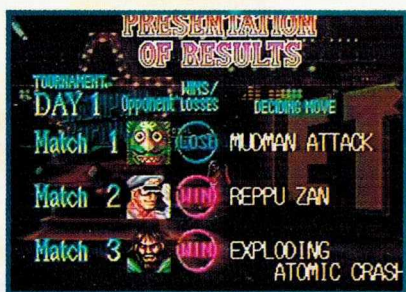 PRESENTATION
OF RESULTS
TOURNAMENT
DAY 1 Opponent WINS/LOSSES DECIDING MOVE
Match 1 LOSE MUDMAN ATTACK
Match 2 WIN REPPU ZAN
Match 3 WIN EXPLODING
ATOMIC CRASH